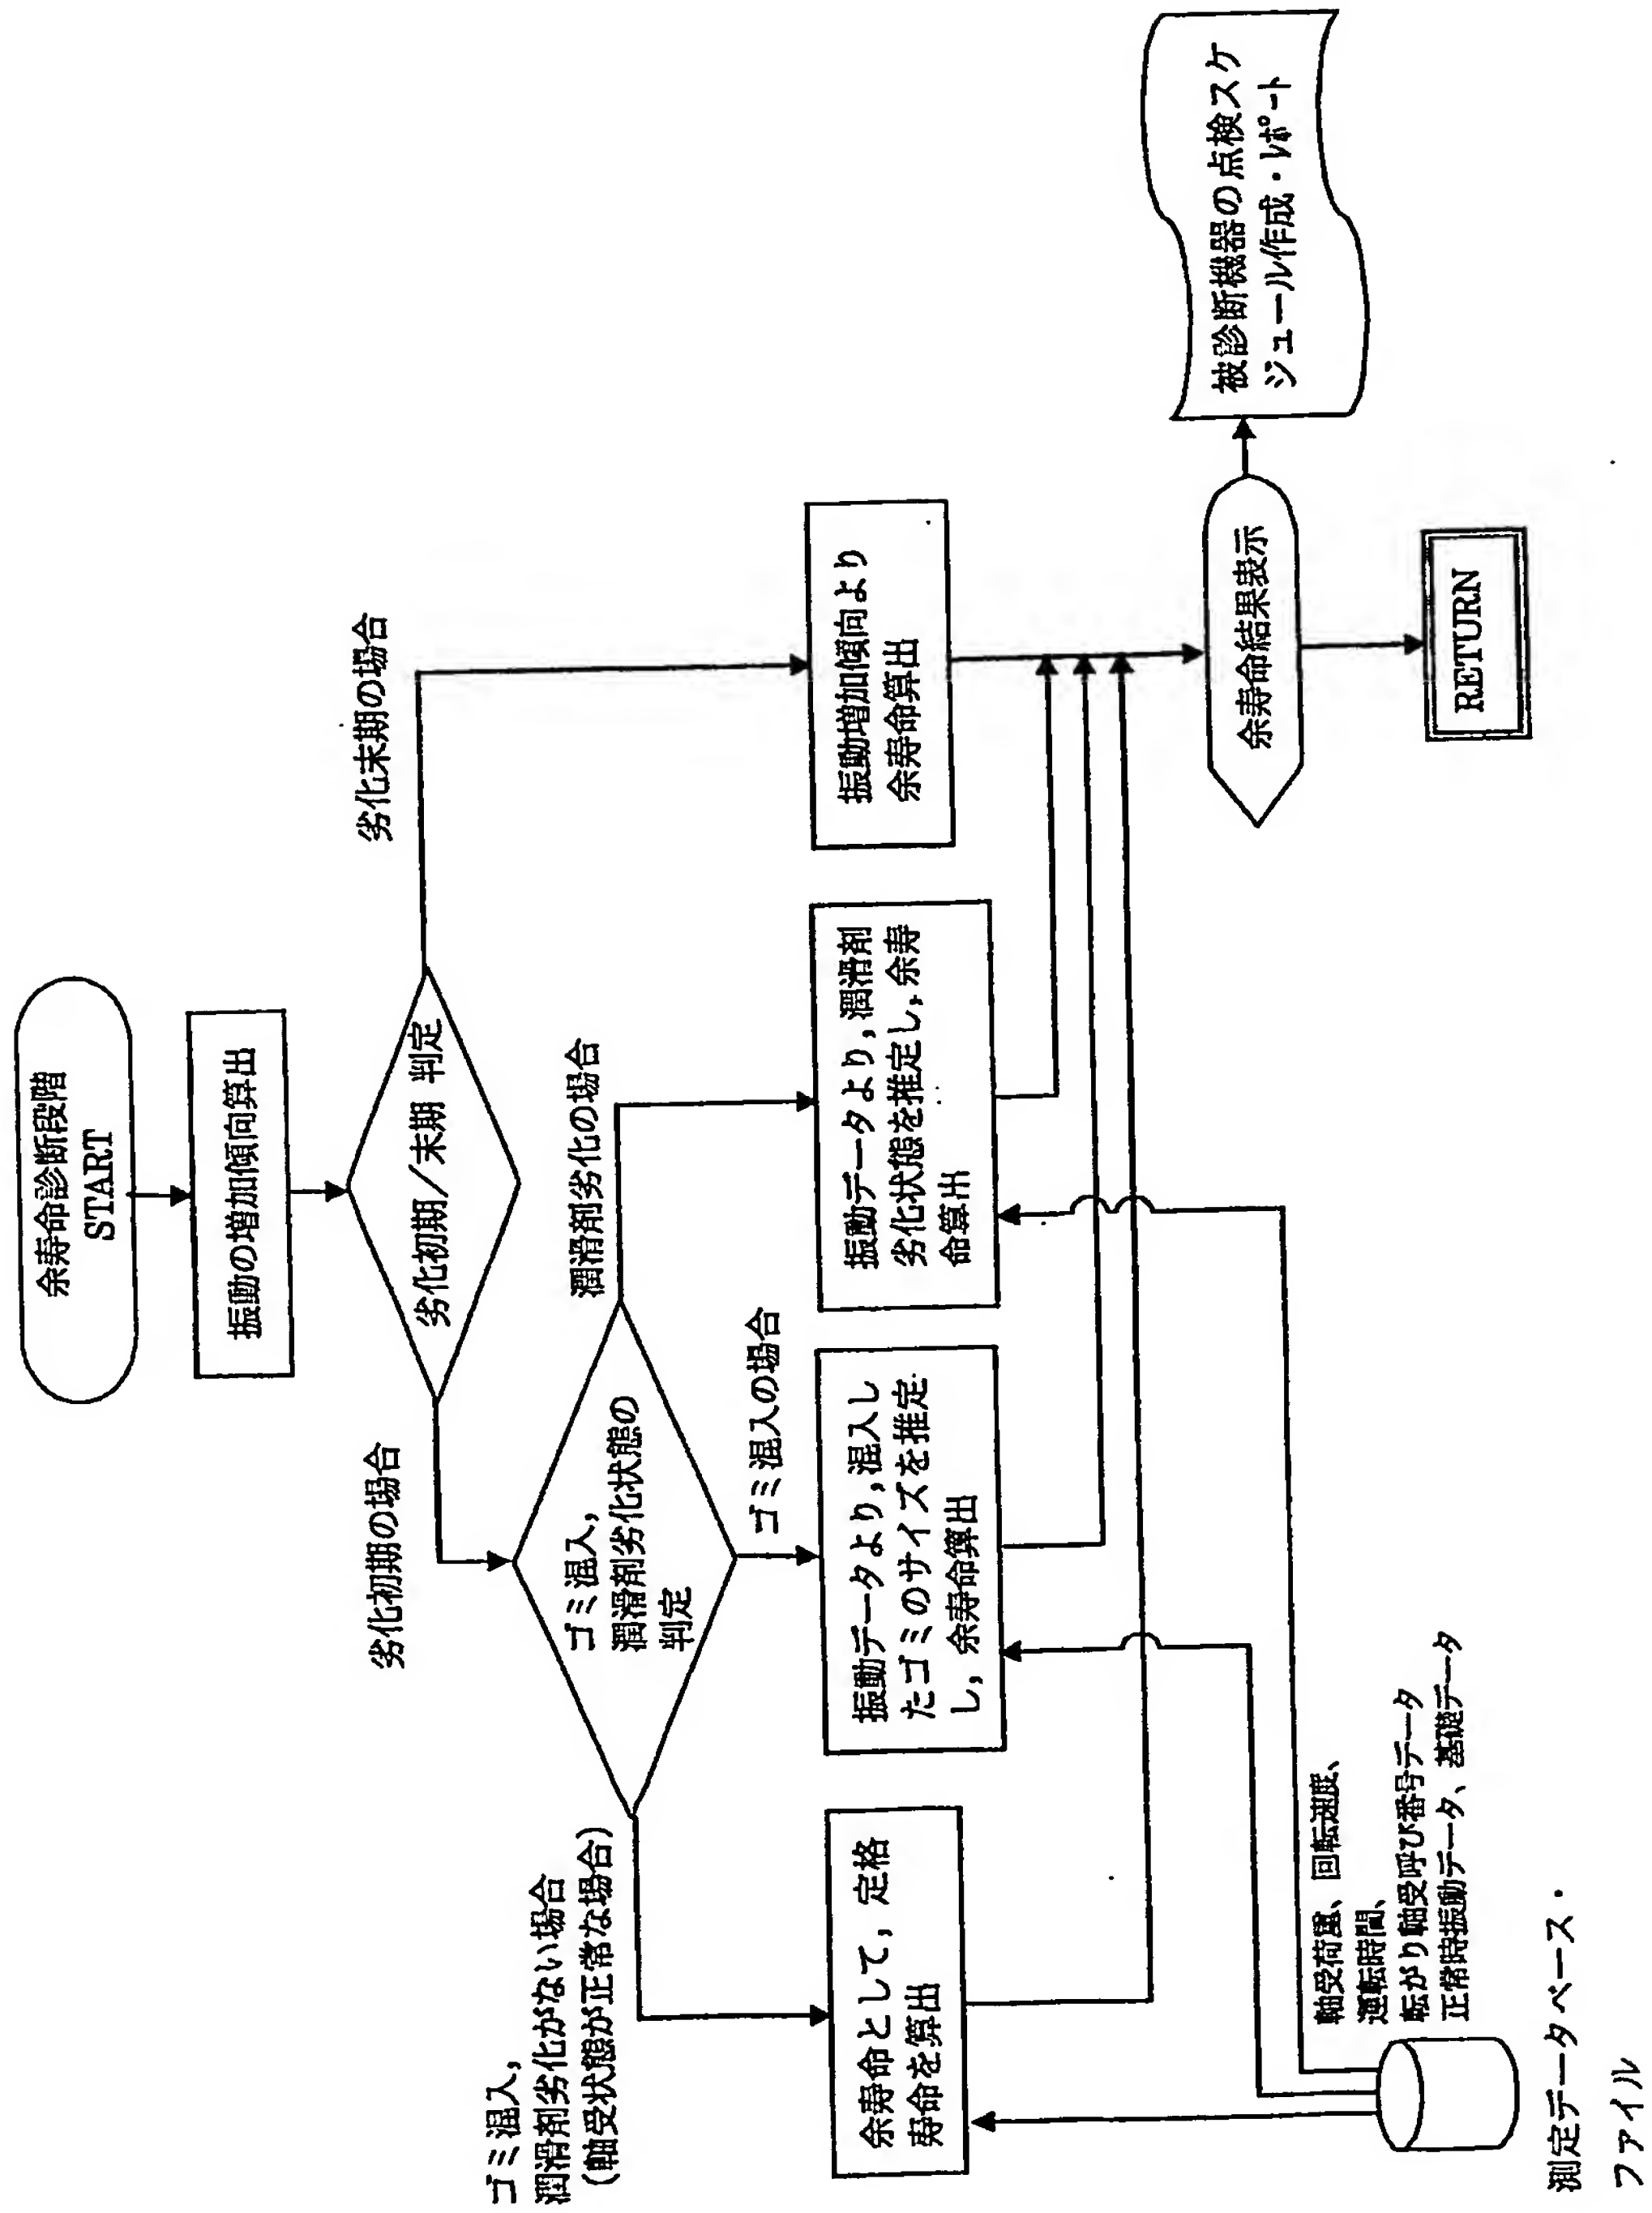 余寿命診断段階
START
振動の増加傾向算出
劣化初期／末期 判定
劣化初期の場合
劣化末期の場合
ゴミ混入,
潤滑剤劣化状態の
判定
ゴミ混入,
潤滑剤劣化がない場合
(軸受状態が正常な場合)
ゴミ混入の場合
潤滑剤劣化の場合
余寿命として, 定格
寿命を算出
振動データより, 混入し
たゴミのサイズを推定
し, 余寿命算出
振動データより, 潤滑剤
劣化状態を推定し, 余寿
命算出
振動増加傾向より
余寿命算出
軸受荷重、回転速度、
運転時間、
転がり軸受呼び番号データ
正常時振動データ、基礎データ
測定データベース・
ファイル
余寿命結果表示
被診断機器の点検スケ
ジュール作成・レポート
RETURN